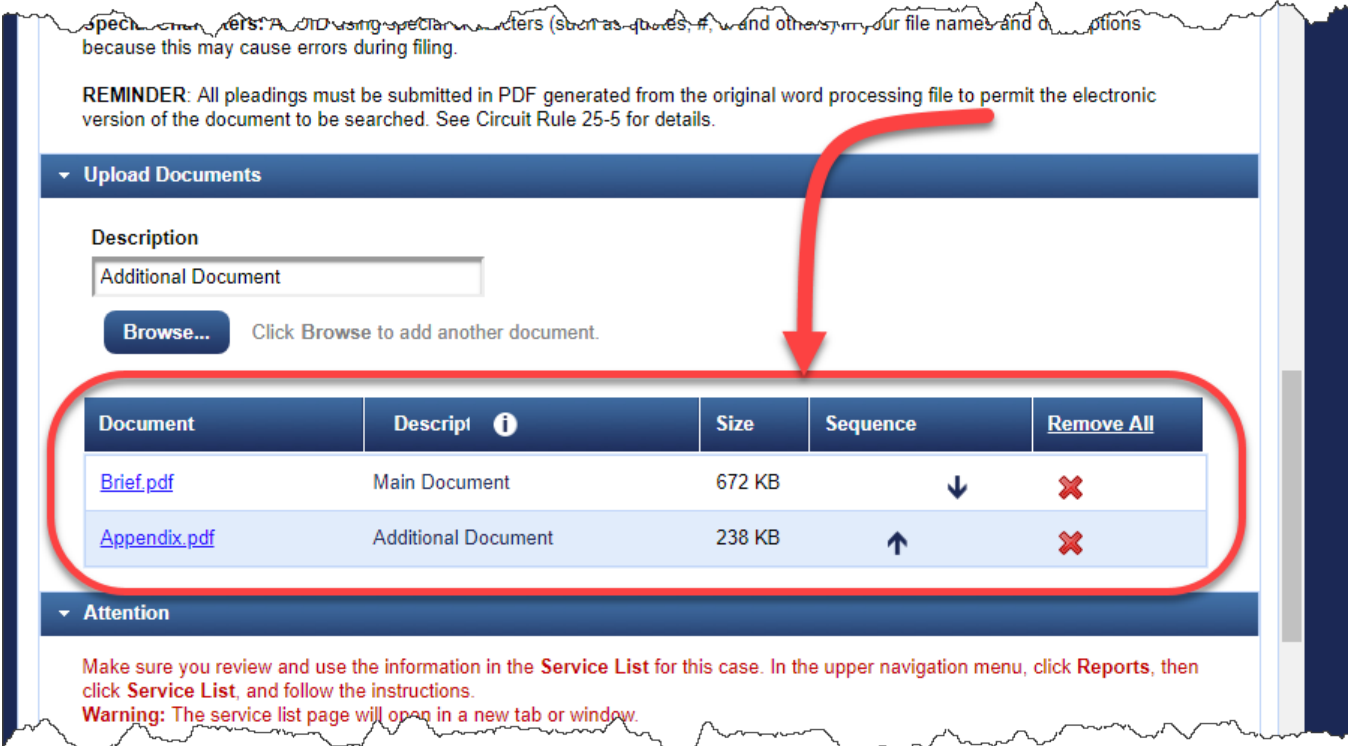 because this may cause errors during filing.
REMINDER: All pleadings must be submitted in PDF generated from the original word processing file to permit the electronic
version of the document to be searched. See Circuit Rule 25-5 for details.
Upload Documents
Description
Additional Document
Browse... Click Browse to add another document.
Document Descript i Size Sequence Remove All
Brief.pdf Main Document 672 KB
Appendix.pdf Additional Document 238 KB
Attention
Make sure you review and use the information in the Service List for this case. In the upper navigation menu, click Reports, then
click Service List, and follow the instructions.
Warning: The service list page will open in a new tab or window.